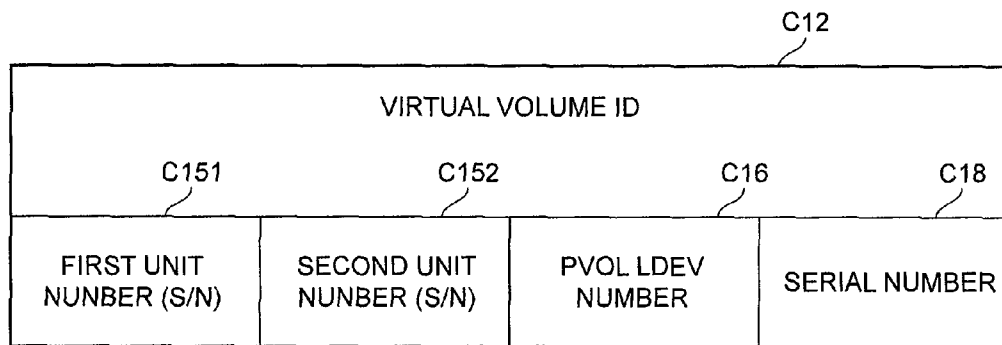 C12
VIRTUAL VOLUME ID
C151
C152
C16
C18
FIRST UNIT
NUNBER (S/N)
SECOND UNIT
NUNBER (S/N)
PVOL LDEV
NUMBER
SERIAL NUMBER